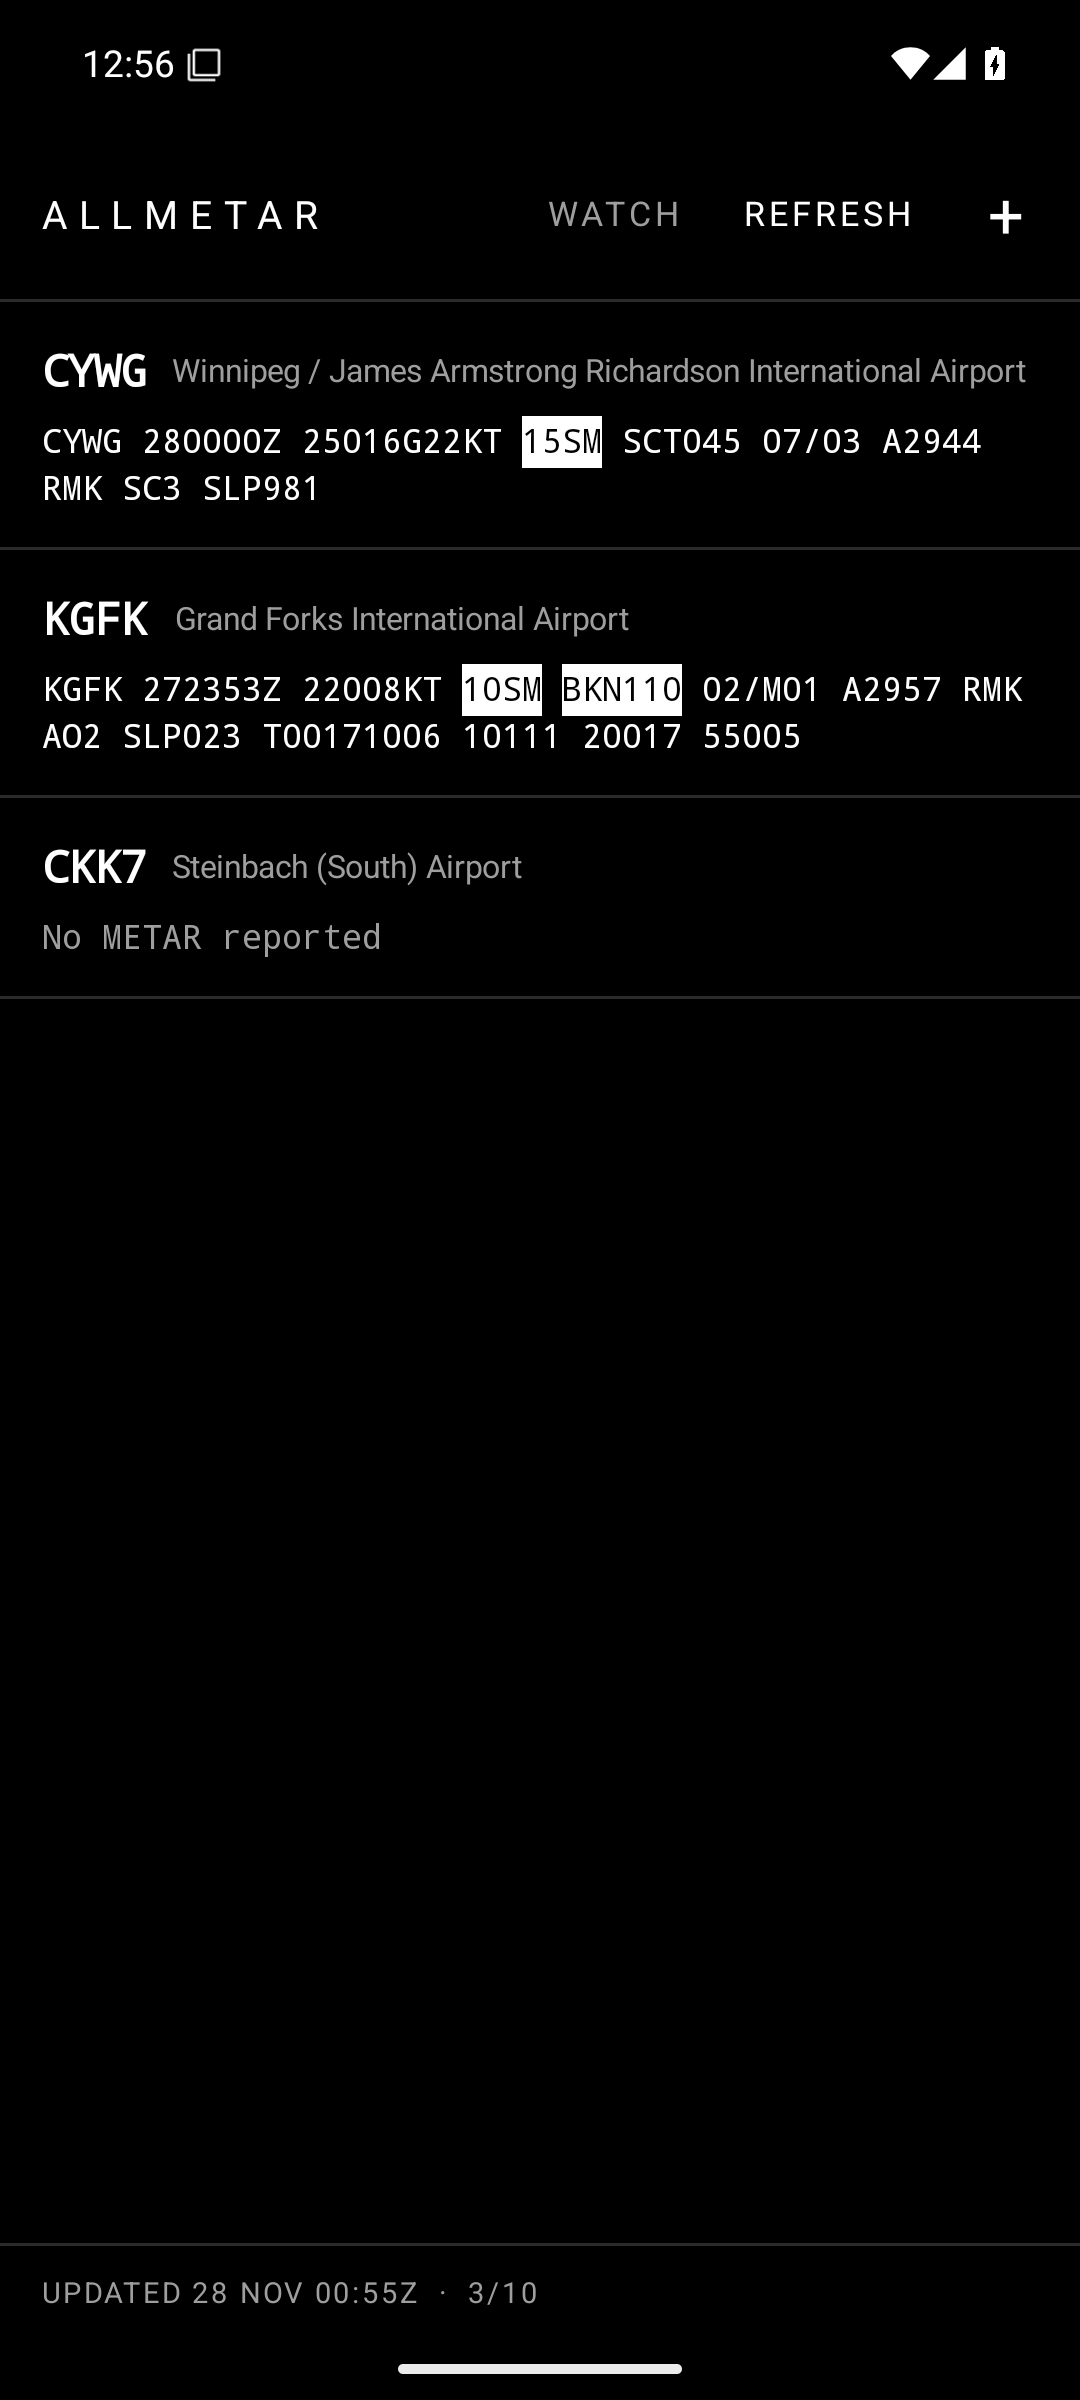 12:56
ALLMETAR WATCH REFRESH +
CYWG Winnipeg / James Armstrong Richardson International Airport
CYWG 280000Z 25016G22KT 15SM SCT045 07/03 A2944
RMK SC3 SLP981
KGFK Grand Forks International Airport
KGFK 272353Z 22008KT 10SM BKN110 02/M01 A2957 RMK
AO2 SLP023 T00171006 10111 20017 55005
CKK7 Steinbach (South) Airport
No METAR reported
UPDATED 28 NOV 00:55Z · 3/10